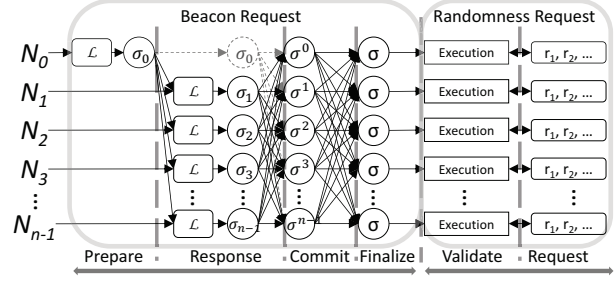 Beacon Request Randomness Request
N₀ ℒ σ₀ σ₀ σ⁰ σ Execution r₁, r₂, ...
N₁ ℒ σ₁ σ¹ σ Execution r₁, r₂, ...
N₂ ℒ σ₂ σ² σ Execution r₁, r₂, ...
N₃ ℒ σ₃ σ³ σ Execution r₁, r₂, ...
Nₙ₋₁ ℒ σₙ₋₁ σⁿ⁻¹ σ Execution r₁, r₂, ...
Prepare Response Commit Finalize Validate Request